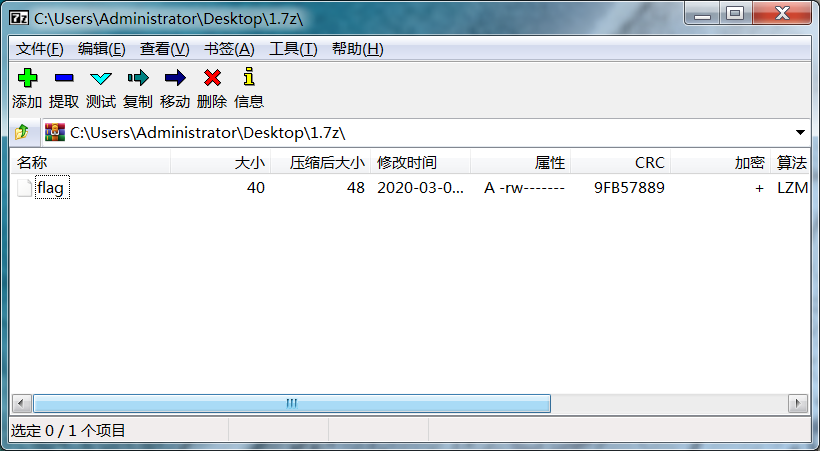 C:\Users\Administrator\Desktop\1.7z\
文件(F) 编辑(E) 查看(V) 书签(A) 工具(T) 帮助(H)
添加 提取 测试 复制 移动 删除 信息
C:\Users\Administrator\Desktop\1.7z\
名称 大小 压缩后大小 修改时间 属性 CRC 加密 算法
flag 40 48 2020-03-0... A -rw------- 9FB57889 + LZM
选定 0 / 1 个项目